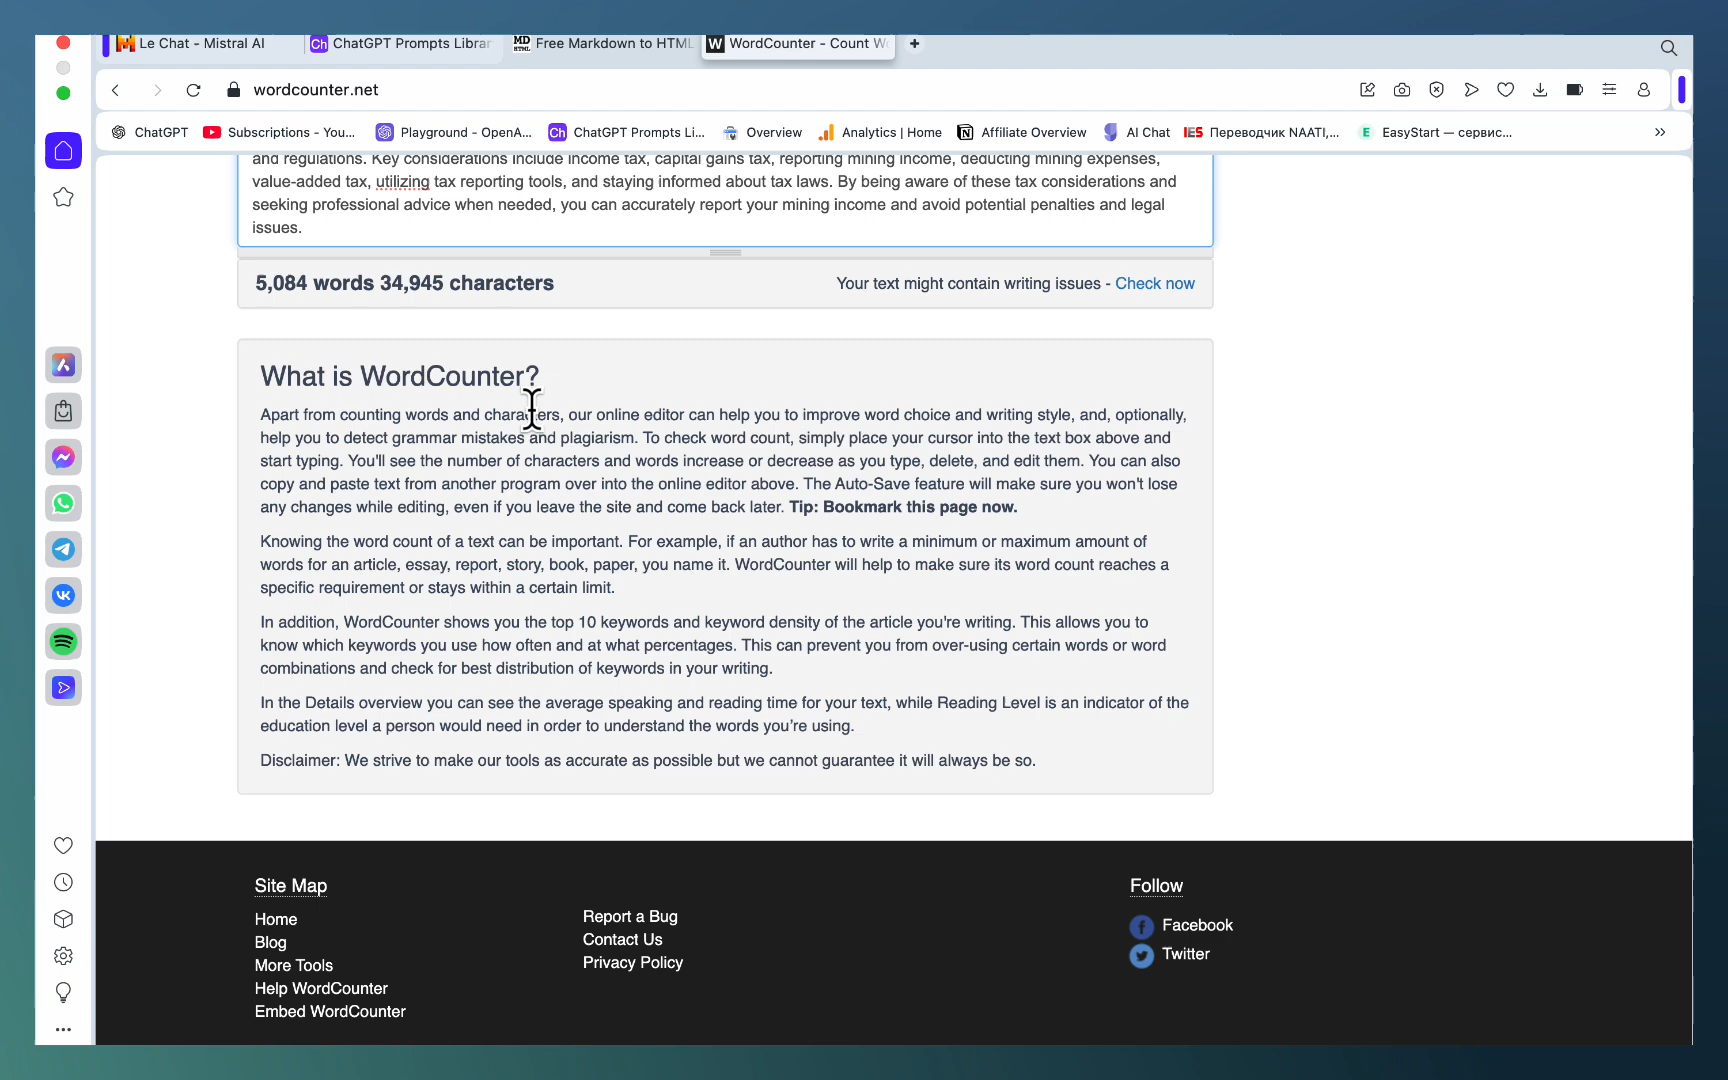 Le Chat - Mistral AI
Ch ChatGPT Prompts Librar
MD HTML Free Markdown to HTML
W WordCounter - Count Wo
wordcounter.net
ChatGPT
Subscriptions - You...
Playground - OpenA...
Ch ChatGPT Prompts Li...
Overview
Analytics | Home
Affiliate Overview
AI Chat
IES Переводчик NAATI,...
E EasyStart — сервис...
and regulations. Key considerations include income tax, capital gains tax, reporting mining income, deducting mining expenses,
value-added tax, utilizing tax reporting tools, and staying informed about tax laws. By being aware of these tax considerations and
seeking professional advice when needed, you can accurately report your mining income and avoid potential penalties and legal
issues.
5,084 words 34,945 characters
Your text might contain writing issues - Check now
What is WordCounter?
Apart from counting words and characters, our online editor can help you to improve word choice and writing style, and, optionally,
help you to detect grammar mistakes and plagiarism. To check word count, simply place your cursor into the text box above and
start typing. You'll see the number of characters and words increase or decrease as you type, delete, and edit them. You can also
copy and paste text from another program over into the online editor above. The Auto-Save feature will make sure you won't lose
any changes while editing, even if you leave the site and come back later. Tip: Bookmark this page now.
Knowing the word count of a text can be important. For example, if an author has to write a minimum or maximum amount of
words for an article, essay, report, story, book, paper, you name it. WordCounter will help to make sure its word count reaches a
specific requirement or stays within a certain limit.
In addition, WordCounter shows you the top 10 keywords and keyword density of the article you're writing. This allows you to
know which keywords you use how often and at what percentages. This can prevent you from over-using certain words or word
combinations and check for best distribution of keywords in your writing.
In the Details overview you can see the average speaking and reading time for your text, while Reading Level is an indicator of the
education level a person would need in order to understand the words you're using.
Disclaimer: We strive to make our tools as accurate as possible but we cannot guarantee it will always be so.
Site Map
Home
Blog
More Tools
Help WordCounter
Embed WordCounter
Report a Bug
Contact Us
Privacy Policy
Follow
Facebook
Twitter